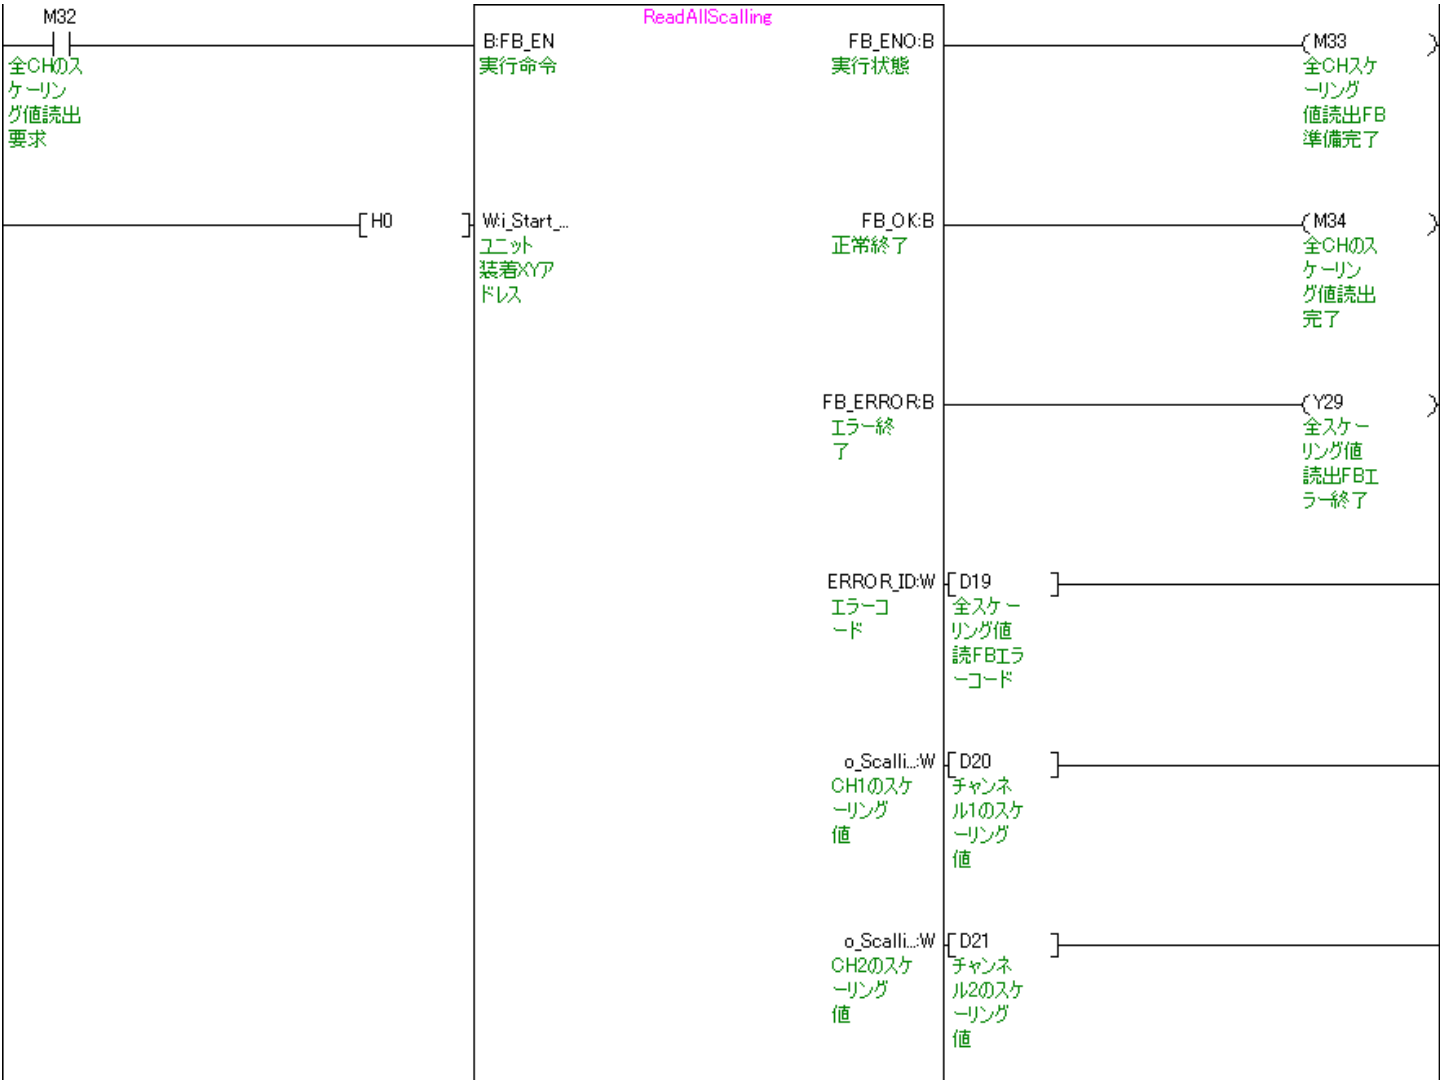 M32
全CHのス
ケーリン
グ値読出
要求
ReadAllScalling
B:FB_EN
実行命令
FB_ENO:B
実行状態
M33
全CHスケ
ーリング
値読出FB
準備完了
H0
W:i_Start_...
ユニット
装着XYア
ドレス
FB_OK:B
正常終了
M34
全CHのス
ケーリン
グ値読出
完了
FB_ERROR:B
エラー終
了
Y29
全スケー
リング値
読出FBエ
ラー終了
ERROR_ID:W
エラーコ
ード
D19
全スケー
リング値
読FBエラ
ーコード
o_Scalli...:W
CH1のスケ
ーリング
値
D20
チャンネ
ル1のスケ
ーリング
値
o_Scalli...:W
CH2のスケ
ーリング
値
D21
チャンネ
ル2のスケ
ーリング
値